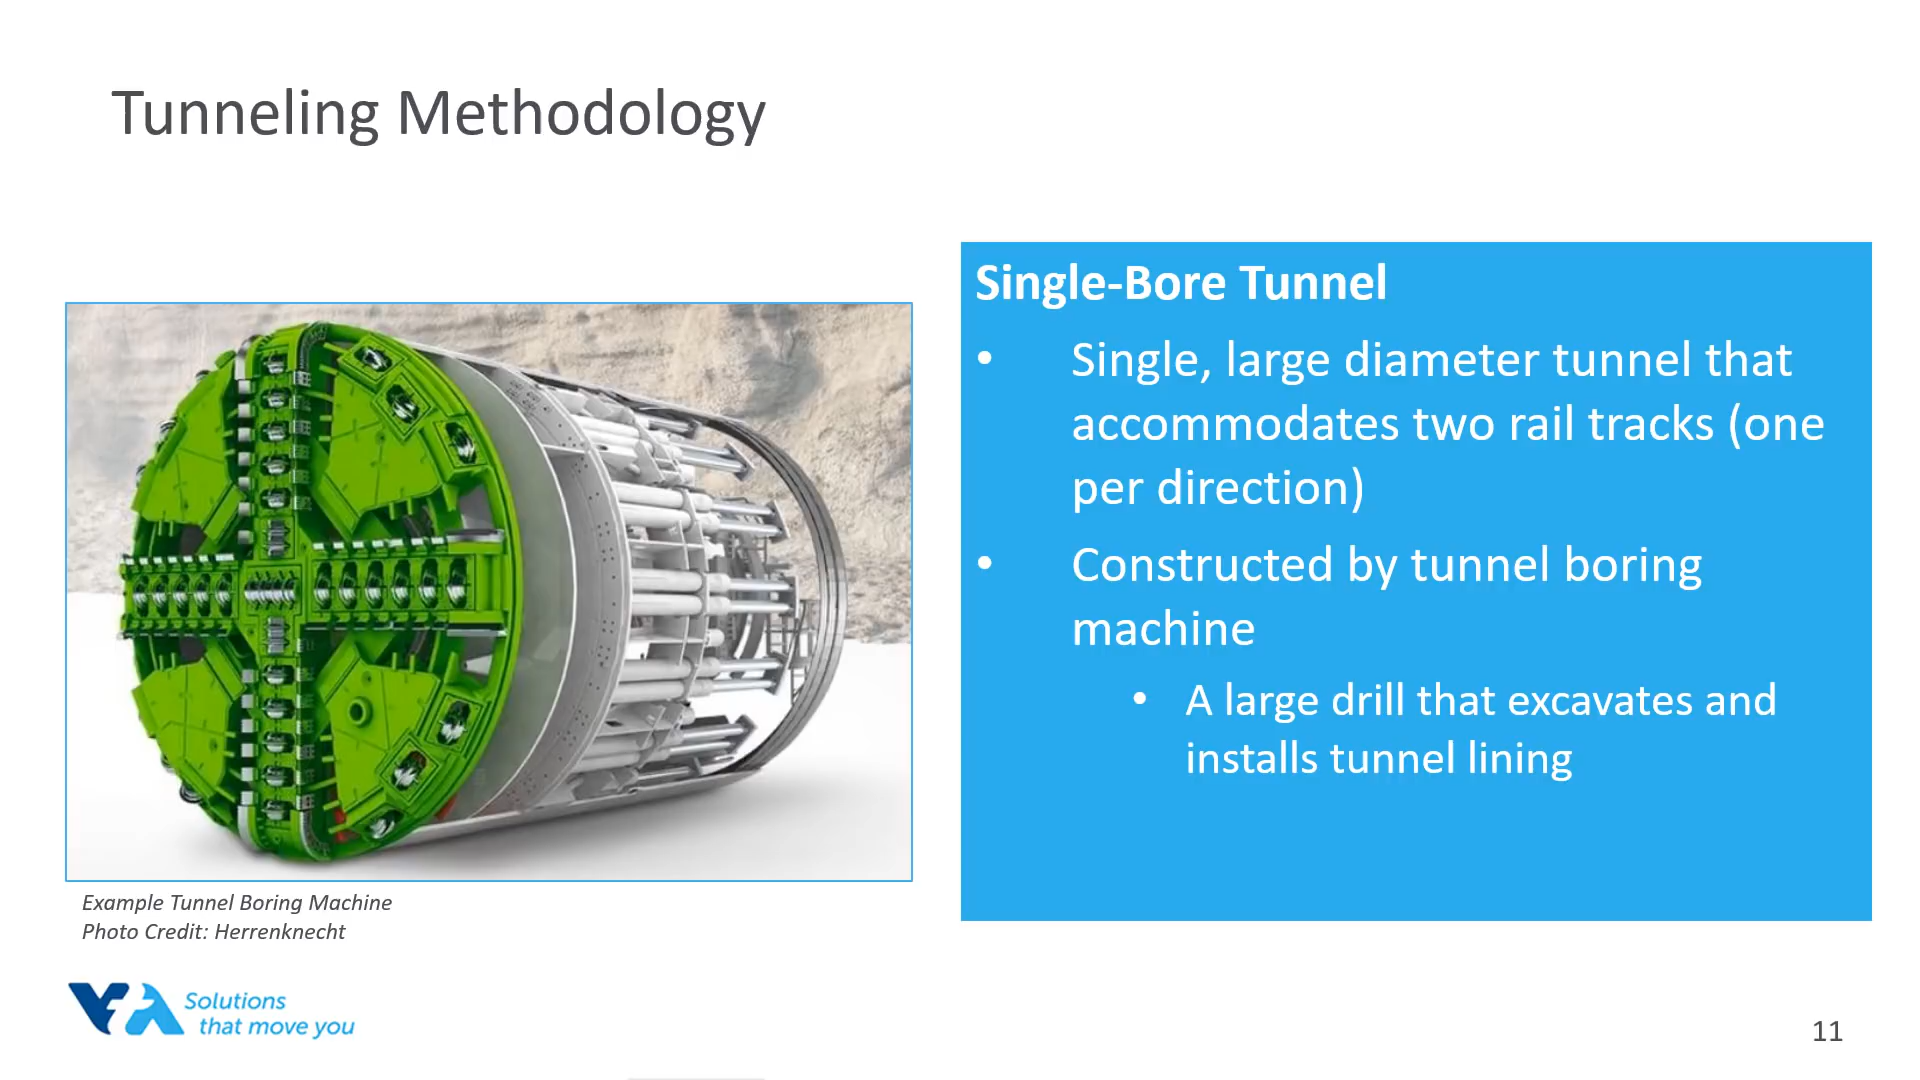 Tunneling Methodology
Single-Bore Tunnel
• Single, large diameter tunnel that
accommodates two rail tracks (one
per direction)
• Constructed by tunnel boring
machine
• A large drill that excavates and
installs tunnel lining
Example Tunnel Boring Machine
Photo Credit: Herrenknecht
VTA Solutions
that move you
11